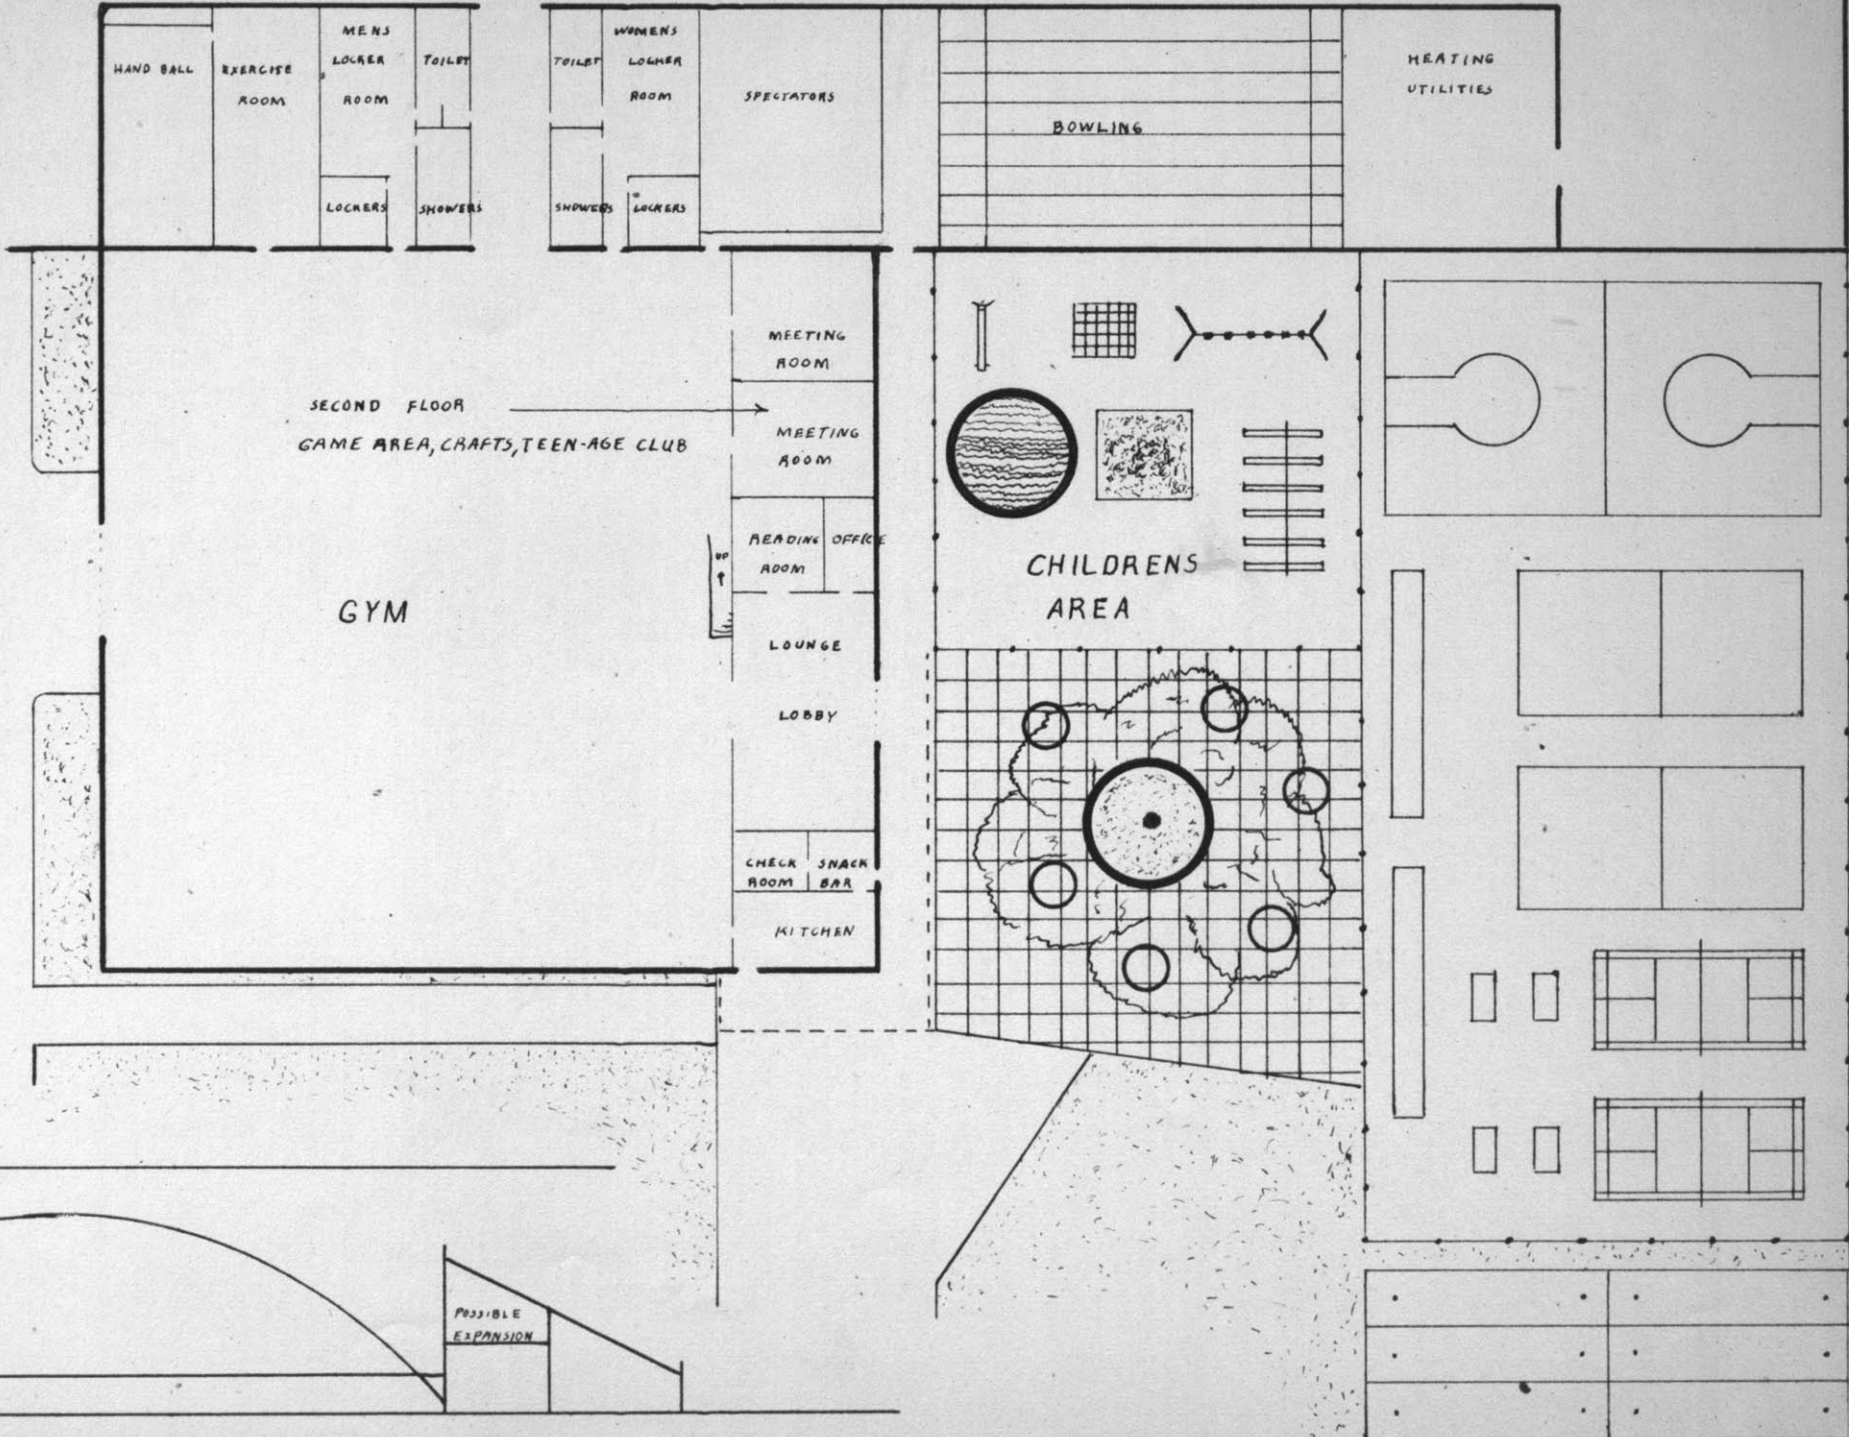 HAND BALL
EXERCISE
ROOM
MENS
LOCKER
ROOM
TOILET
LOCKERS
SHOWERS
TOILET
SHOWERS
WOMENS
LOCKER
ROOM
LOCKERS
SPECTATORS
BOWLING
HEATING
UTILITIES
MEETING
ROOM
SECOND FLOOR
GAME AREA, CRAFTS, TEEN-AGE CLUB
MEETING
ROOM
READING
ROOM
OFFICE
UP
GYM
LOUNGE
LOBBY
CHECK
ROOM
SNACK
BAR
KITCHEN
CHILDRENS
AREA
POSSIBLE
EXPANSION